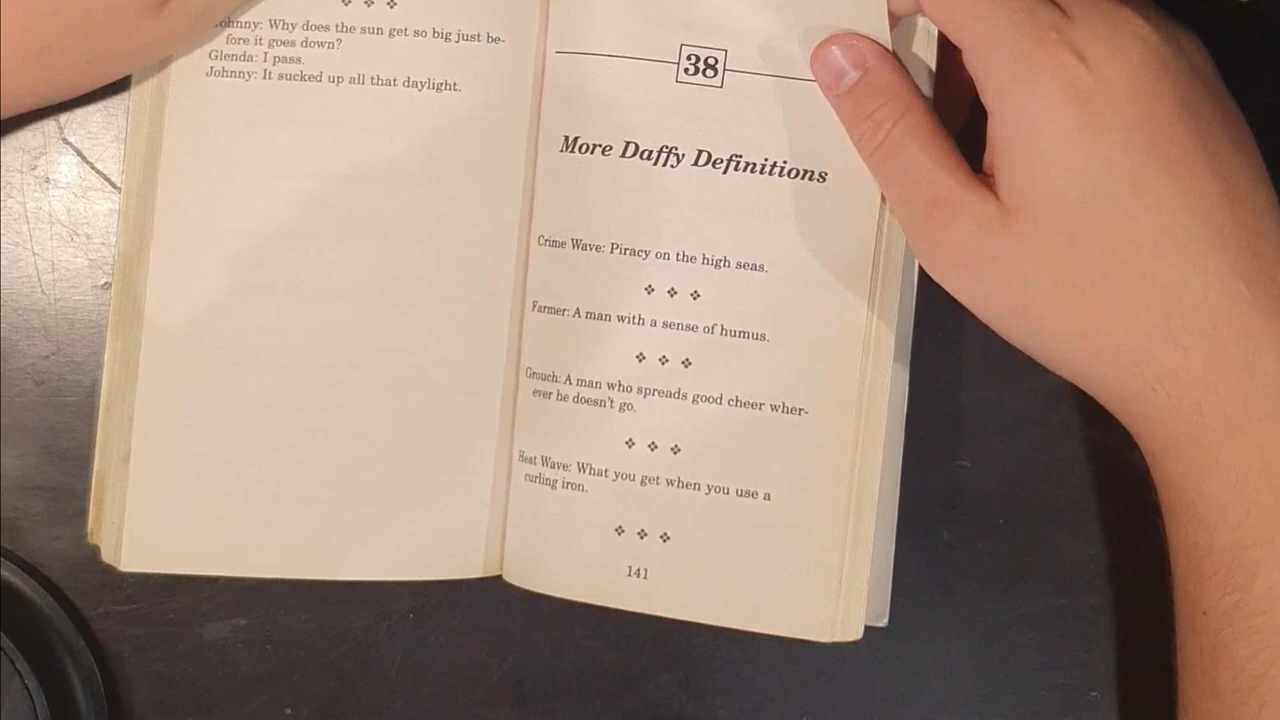 Johnny: Why does the sun get so big just be-
fore it goes down?
Glenda: I pass.
Johnny: It sucked up all that daylight.
38
More Daffy Definitions
Crime Wave: Piracy on the high seas.
Farmer: A man with a sense of humus.
Grouch: A man who spreads good cheer wher-
ever he doesn't go.
Heat Wave: What you get when you use a
curling iron.
141